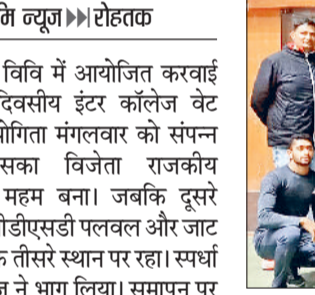 मि न्यूज ▶▶| रोहतक
विवि में आयोजित करवाई
दिवसीय इंटर कॉलेज वेट
योगिता मंगलवार को संपन्न
सका विजेता राजकीय
महम बना। जबकि दूसरे
ीडीएसडी पलवल और जाट
तीसरे स्थान पर रहा। स्पर्धा
ने भाग लिया। समापन पर